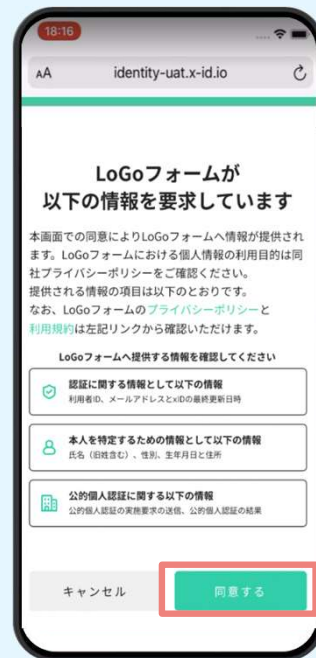 18:16
AA identity-uat.x-id.io
LoGoフォームが
以下の情報を要求しています
本画面での同意によりLoGoフォームへ情報が提供され
ます。LoGoフォームにおける個人情報の利用目的は同
社プライバシーポリシーをご確認ください。
提供される情報の項目は以下のとおりです。
なお、LoGoフォームのプライバシーポリシーと
利用規約は左記リンクから確認いただけます。
LoGoフォームへ提供する情報を確認してください
認証に関する情報として以下の情報
利用者ID、メールアドレスとxIDの最終更新日時
本人を特定するための情報として以下の情報
氏名（旧姓含む）、性別、生年月日と住所
公的個人認証に関する以下の情報
公的個人認証の実施要求の送信、公的個人認証の結果
キャンセル 同意する